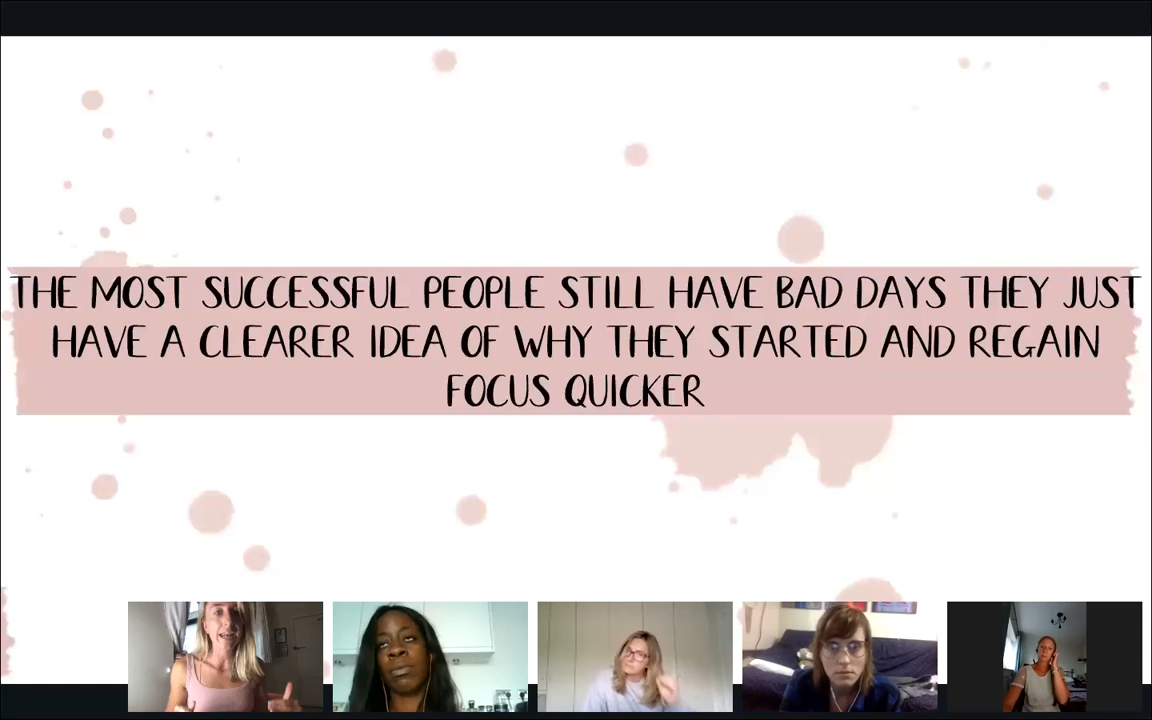 THE MOST SUCCESSFUL PEOPLE STILL HAVE BAD DAYS THEY JUST
HAVE A CLEARER IDEA OF WHY THEY STARTED AND REGAIN
FOCUS QUICKER